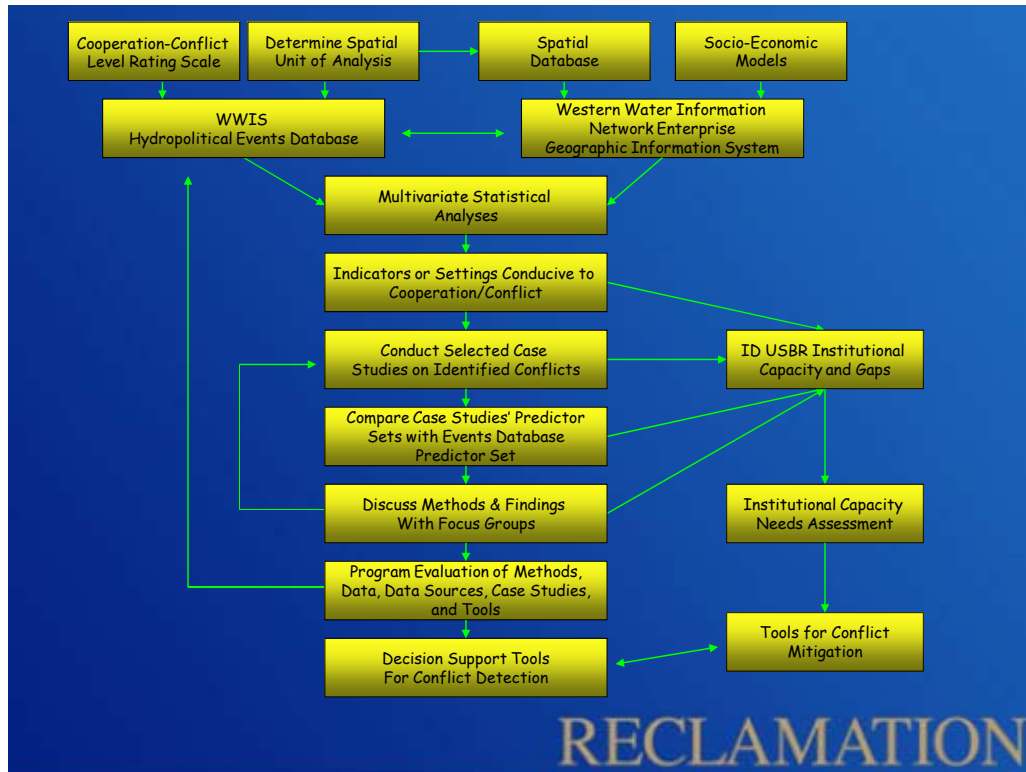 Cooperation-Conflict
Level Rating Scale
Determine Spatial
Unit of Analysis
Spatial
Database
Socio-Economic
Models
WWIS
Hydropolitical Events Database
Western Water Information
Network Enterprise
Geographic Information System
Multivariate Statistical
Analyses
Indicators or Settings Conducive to
Cooperation/Conflict
Conduct Selected Case
Studies on Identified Conflicts
ID USBR Institutional
Capacity and Gaps
Compare Case Studies’ Predictor
Sets with Events Database
Predictor Set
Discuss Methods & Findings
With Focus Groups
Institutional Capacity
Needs Assessment
Program Evaluation of Methods,
Data, Data Sources, Case Studies,
and Tools
Tools for Conflict
Mitigation
Decision Support Tools
For Conflict Detection
RECLAMATION